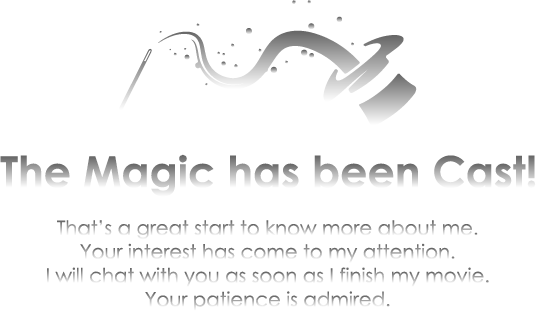 The Magic has been Cast!
That's a great start to know more about me.
Your interest has come to my attention.
I will chat with you as soon as I finish my movie.
Your patience is admired.